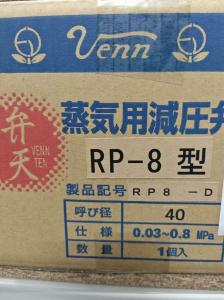 Venn
弁天
VENN
TEN
蒸気用減圧弁
RP-8 型
製品記号 RP8 -D
呼び径 40
仕様 0.03~0.8 MPa
数量 1個入